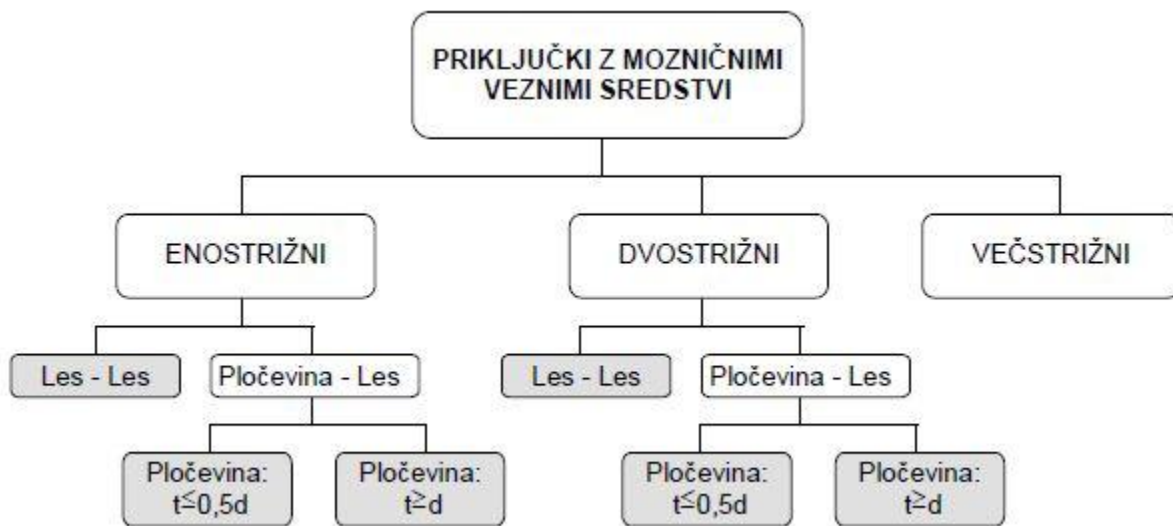 PRIKLJUČKI Z MOZNIČNIMI
VEZNIMI SREDSTVI
ENOSTRIŽNI
DVOSTRIŽNI
VEČSTRIŽNI
Les - Les
Pločevina - Les
Les - Les
Pločevina - Les
Pločevina:
t≤0,5d
Pločevina:
t≥d
Pločevina:
t≤0,5d
Pločevina:
t≥d